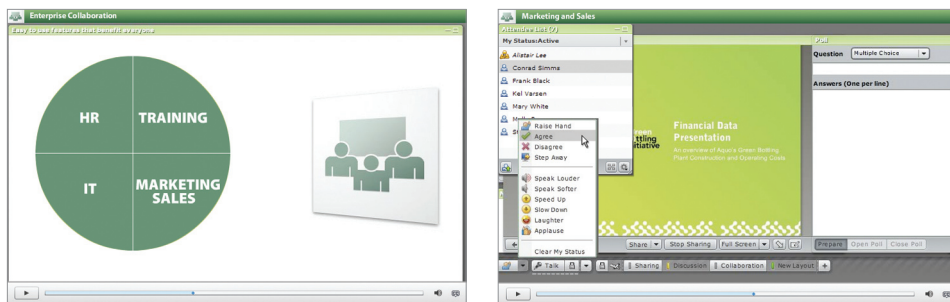 Enterprise Collaboration
Easy to use features that benefit everyone
HR
TRAINING
IT
MARKETING
SALES
Marketing and Sales
Attendee List (7)
My Status:Active
Alistair Lee
Conrad Simms
Frank Black
Kel Varsen
Mary White
Raise Hand
Agree
Disagree
Step Away
Speak Louder
Speak Softer
Speed Up
Slow Down
Laughter
Applause
Clear My Status
Financial Data
Presentation
An overview of Aquo's Green Bottling
Plant Construction and Operating Costs
Share
Stop Sharing
Full Screen
Poll
Question
Multiple Choice
Answers (One per line)
Prepare
Open Poll
Close Poll
Talk
Sharing
Discussion
Collaboration
New Layout